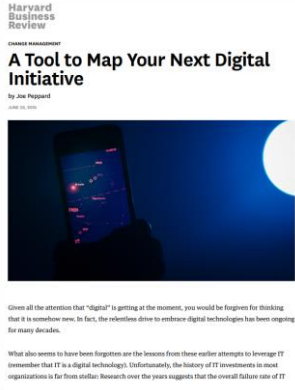 Harvard
Business
Review
CHANGE MANAGEMENT
A Tool to Map Your Next Digital
Initiative
by Joe Peppard
JUNE 20, 2016
Given all the attention that “digital” is getting at the moment, you would be forgiven for thinking
that it is somehow new. In fact, the relentless drive to embrace digital technologies has been ongoing
for many decades.
What also seems to have been forgotten are the lessons from these earlier attempts to leverage IT
(remember that IT is a digital technology). Unfortunately, the history of IT investments in most
organizations is far from stellar: Research over the years suggests that the overall failure rate of IT